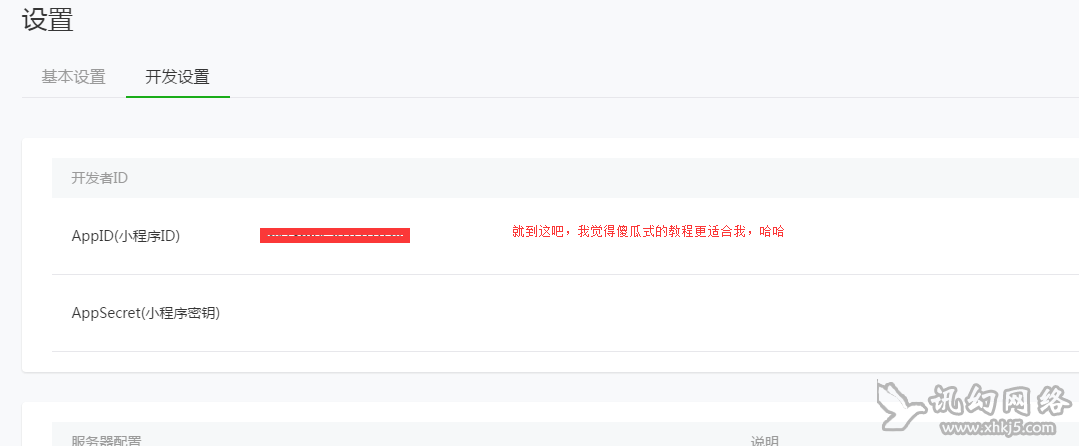 设置
基本设置 开发设置
开发者ID
AppID(小程序ID) 就到这吧，我觉得傻瓜式的教程更适合我，哈哈
AppSecret(小程序密钥)
服务器配置 说明
讯幻网络
www.xhkj5.com